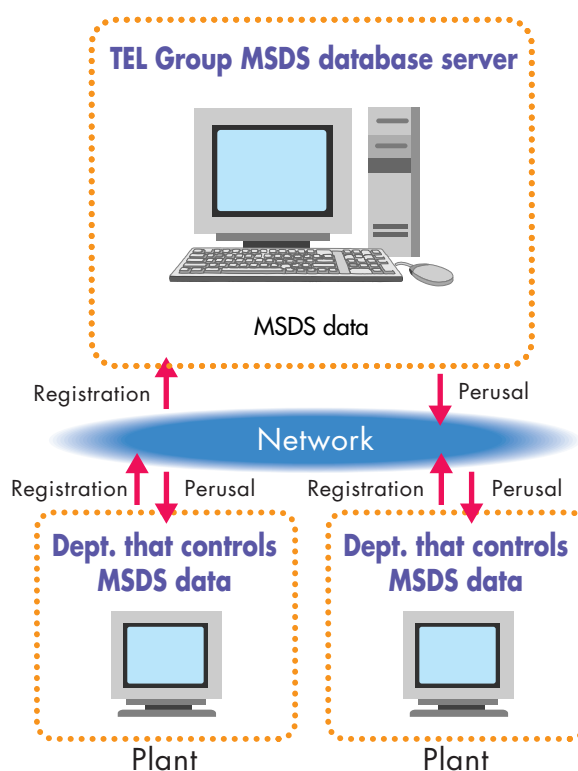 TEL Group MSDS database server
MSDS data
Registration
Perusal
Network
Registration
Perusal
Registration
Perusal
Dept. that controls
MSDS data
Dept. that controls
MSDS data
Plant
Plant